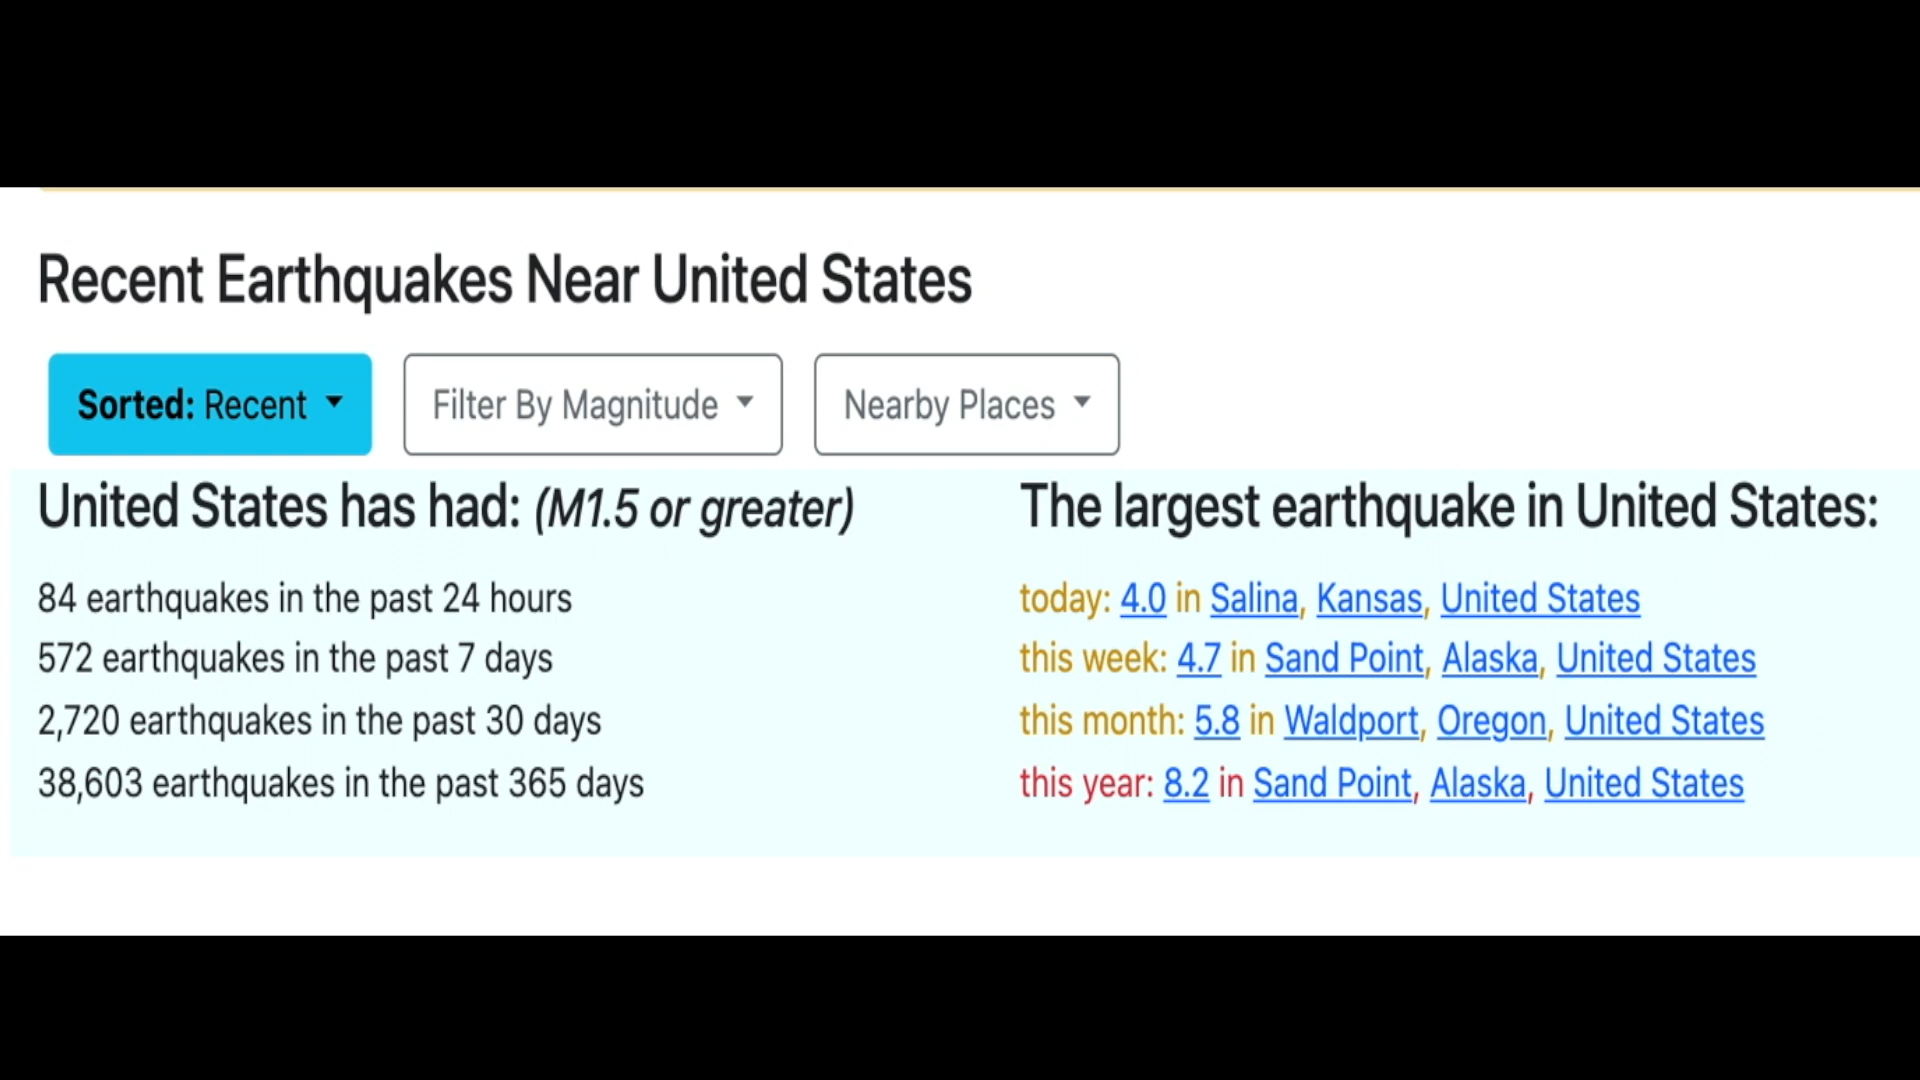 Recent Earthquakes Near United States
Sorted: Recent
Filter By Magnitude
Nearby Places
United States has had: (M1.5 or greater)
84 earthquakes in the past 24 hours
572 earthquakes in the past 7 days
2,720 earthquakes in the past 30 days
38,603 earthquakes in the past 365 days
The largest earthquake in United States:
today: 4.0 in Salina, Kansas, United States
this week: 4.7 in Sand Point, Alaska, United States
this month: 5.8 in Waldport, Oregon, United States
this year: 8.2 in Sand Point, Alaska, United States